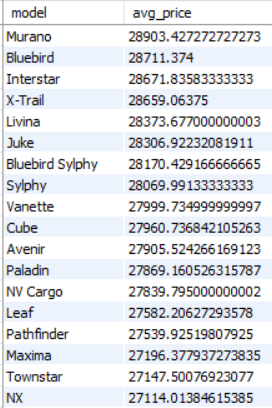 model avg_price
Murano 28903.427272727273
Bluebird 28711.374
Interstar 28671.83583333333
X-Trail 28659.06375
Livina 28373.677000000003
Juke 28306.92232081911
Bluebird Sylphy 28170.429166666665
Sylphy 28069.99133333333
Vanette 27999.734999999997
Cube 27960.736842105263
Avenir 27905.524266169123
Paladin 27869.160526315787
NV Cargo 27839.795000000002
Leaf 27582.20627293578
Pathfinder 27539.92519807925
Maxima 27196.377937273835
Townstar 27147.50076923077
NX 27114.01384615385